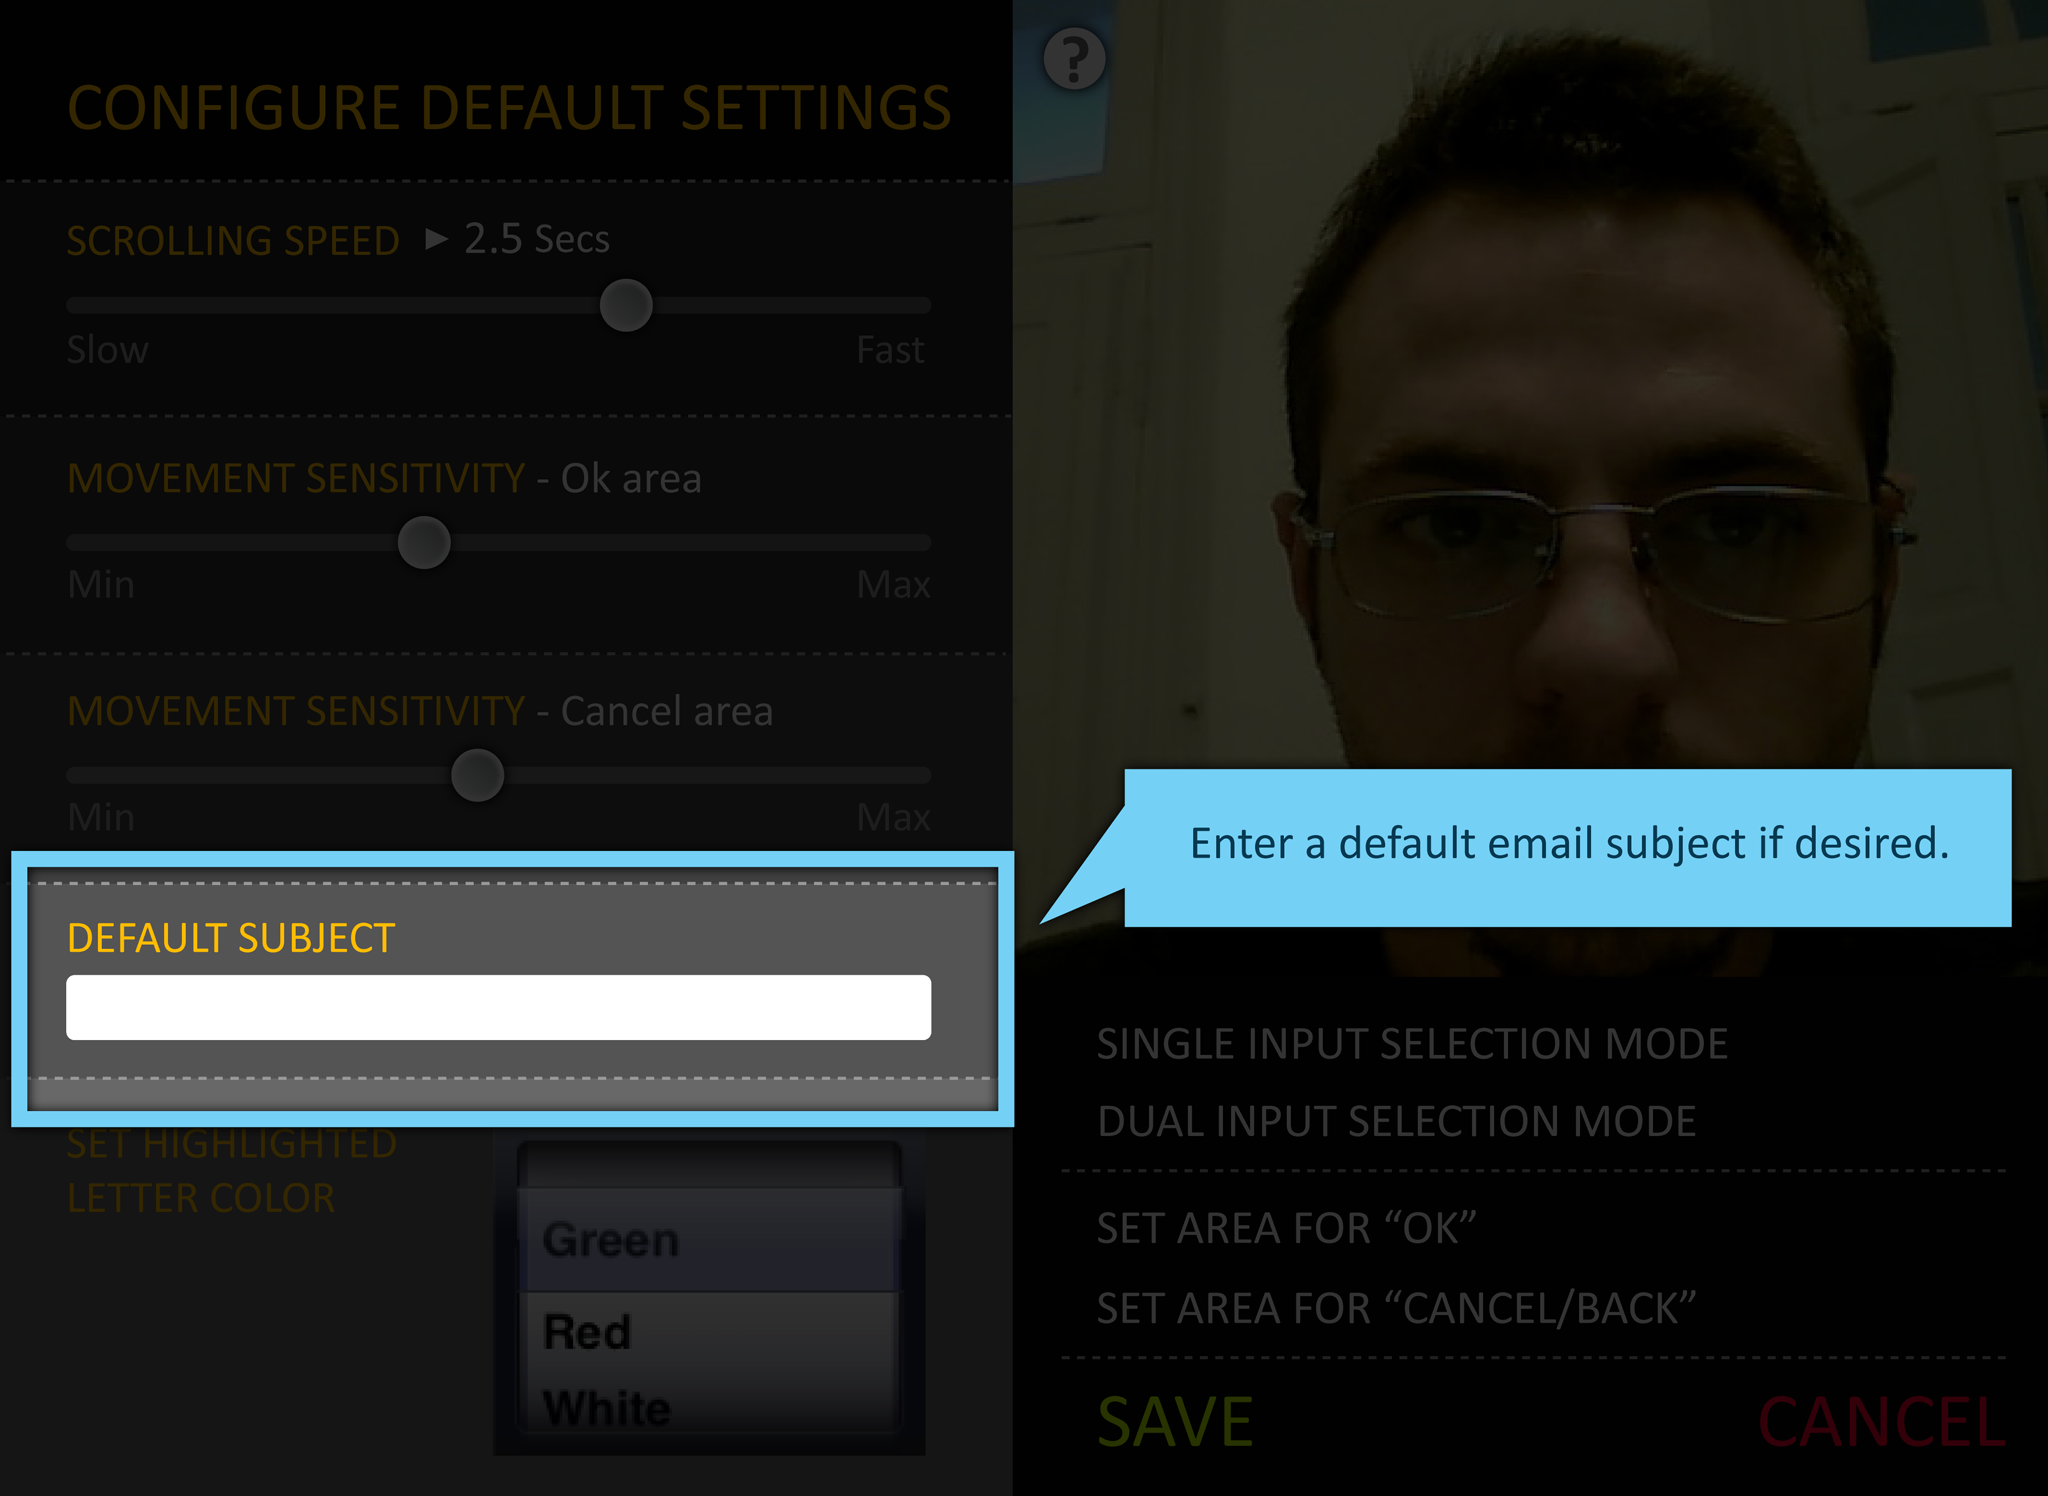 CONFIGURE DEFAULT SETTINGS
SCROLLING SPEED ► 2.5 Secs
Slow Fast
MOVEMENT SENSITIVITY - Ok area
Min Max
MOVEMENT SENSITIVITY - Cancel area
Min Max
DEFAULT SUBJECT
SET HIGHLIGHTED
LETTER COLOR
Green
Red
White
?
Enter a default email subject if desired.
SINGLE INPUT SELECTION MODE
DUAL INPUT SELECTION MODE
SET AREA FOR “OK”
SET AREA FOR “CANCEL/BACK”
SAVE CANCEL